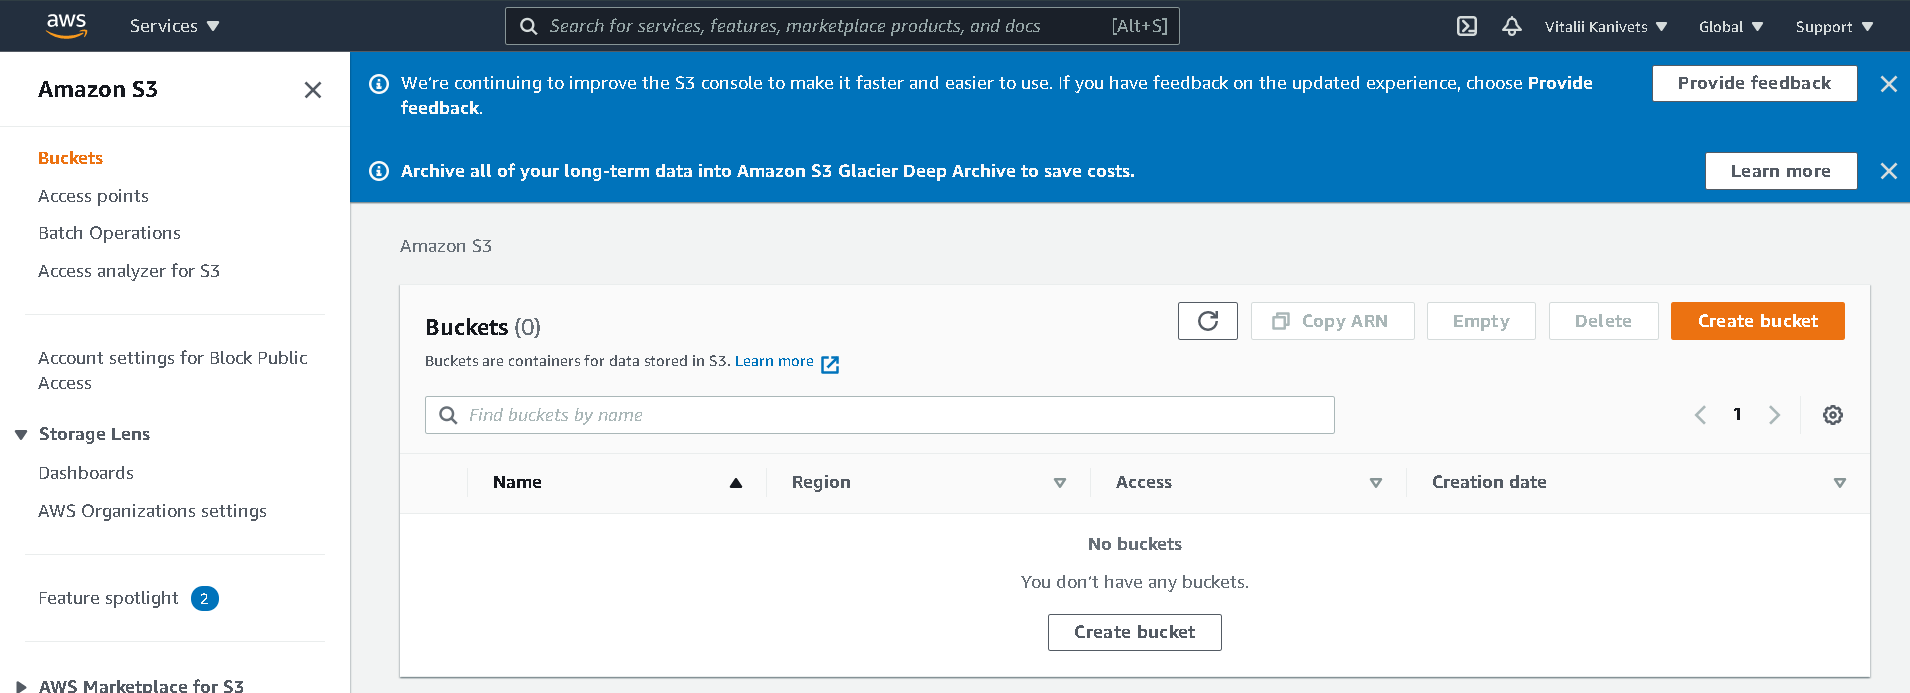 aws
Services
Search for services, features, marketplace products, and docs
[Alt+S]
Vitalii Kanivets
Global
Support
Amazon S3
Buckets
Access points
Batch Operations
Access analyzer for S3
Account settings for Block Public
Access
Storage Lens
Dashboards
AWS Organizations settings
Feature spotlight 2
AWS Marketplace for S3
We're continuing to improve the S3 console to make it faster and easier to use. If you have feedback on the updated experience, choose Provide
feedback.
Provide feedback
Archive all of your long-term data into Amazon S3 Glacier Deep Archive to save costs.
Learn more
Amazon S3
Buckets (0)
Buckets are containers for data stored in S3. Learn more
Copy ARN
Empty
Delete
Create bucket
Find buckets by name
1
Name
Region
Access
Creation date
No buckets
You don't have any buckets.
Create bucket